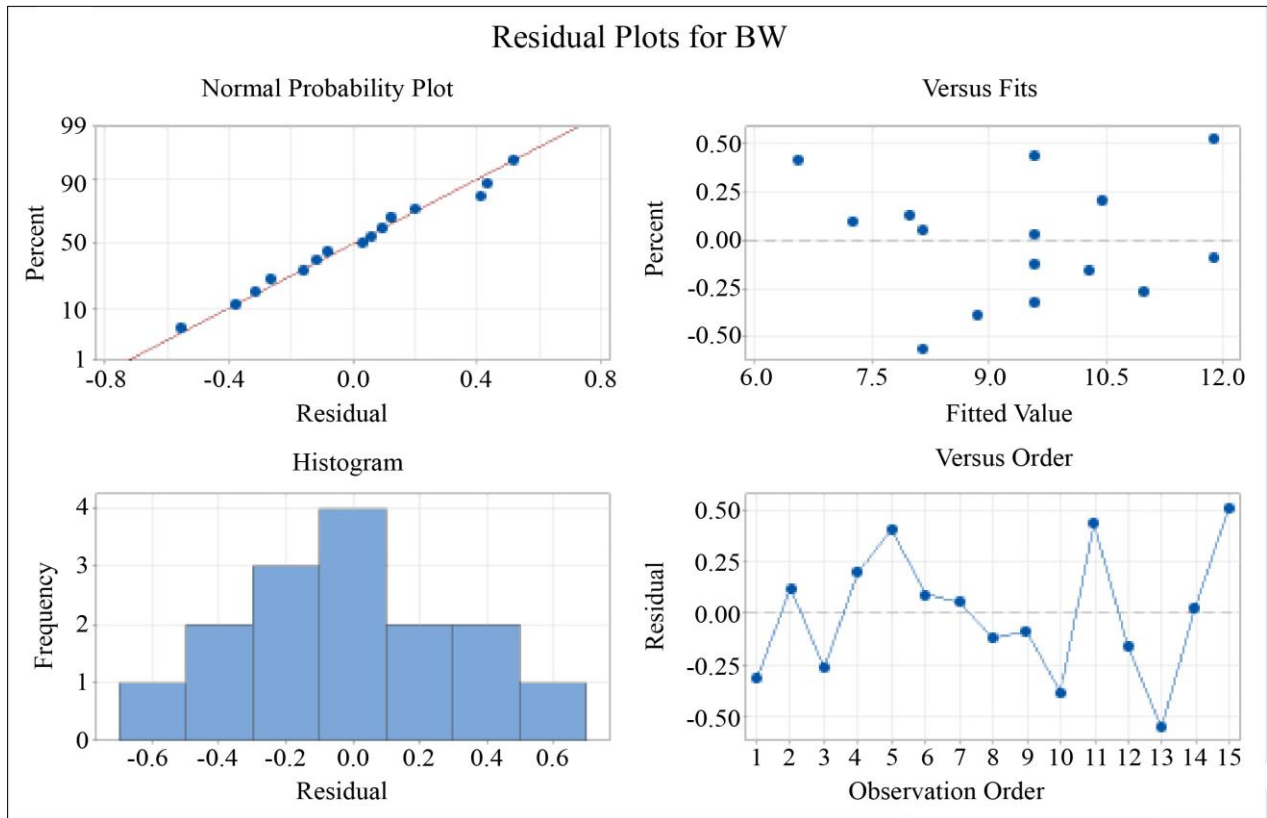 Residual Plots for BW
Normal Probability Plot
99
90
50
10
1
Percent
-0.8 -0.4 0.0 0.4 0.8
Residual
Versus Fits
0.50
0.25
0.00
-0.25
-0.50
Percent
6.0 7.5 9.0 10.5 12.0
Fitted Value
Histogram
4
3
2
1
0
Frequency
-0.6 -0.4 -0.2 0.0 0.2 0.4 0.6
Residual
Versus Order
0.50
0.25
0.00
-0.25
-0.50
Residual
1 2 3 4 5 6 7 8 9 10 11 12 13 14 15
Observation Order